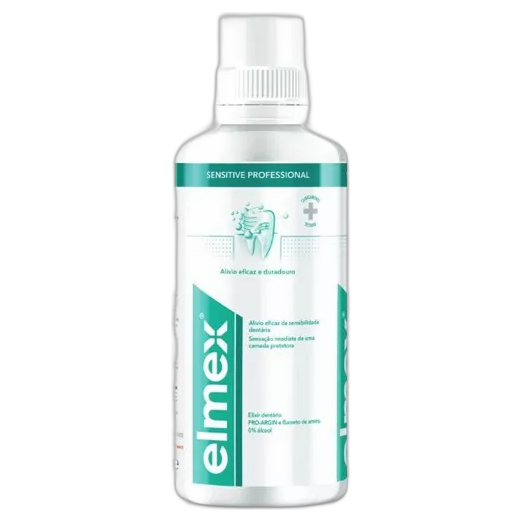 SENSITIVE PROFESSIONAL
Alívio eficaz e duradouro
elmex®
Alívio eficaz da sensibilidade
dentária
Sensação imediata de uma
camada protetora
Elixir dentário
PRO-ARGIN e fluoreto de amina
0% álcool
elmex®